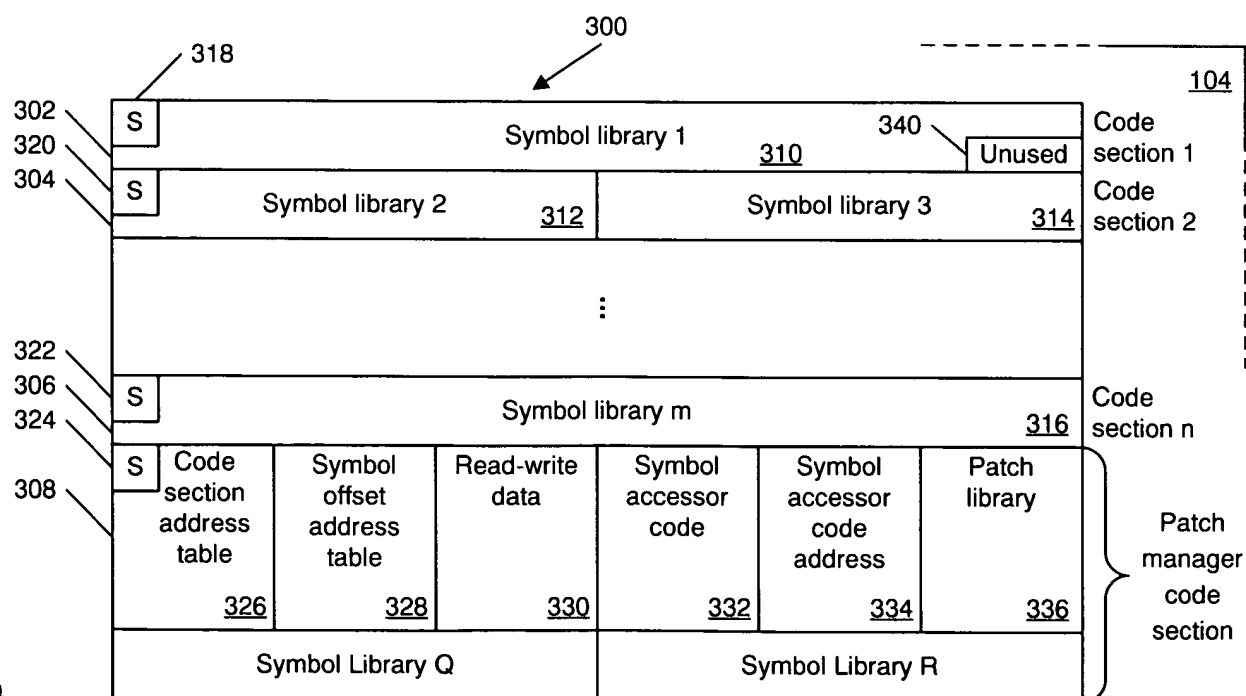 300
318
104
302
S
Symbol library 1
310
340
Unused
Code
section 1
320
304
S
Symbol library 2
312
Symbol library 3
314
Code
section 2
⋮
322
306
S
Symbol library m
316
Code
section n
324
308
S
Code
section
address
table
326
Symbol
offset
address
table
328
Read-write
data
330
Symbol
accessor
code
332
Symbol
accessor
code
address
334
Patch
library
336
Patch
manager
code
section
Symbol Library Q
Symbol Library R